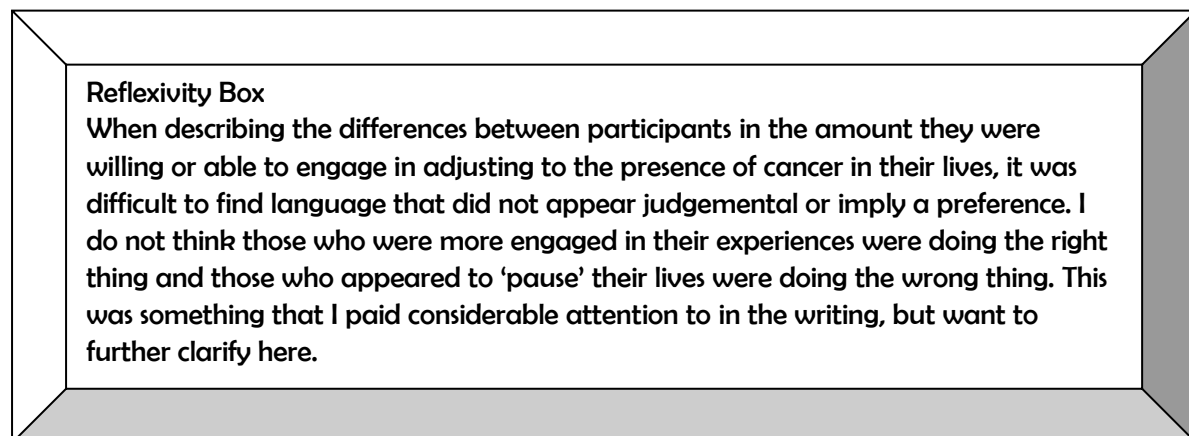 Reflexivity Box
When describing the differences between participants in the amount they were
willing or able to engage in adjusting to the presence of cancer in their lives, it was
difficult to find language that did not appear judgemental or imply a preference. I
do not think those who were more engaged in their experiences were doing the right
thing and those who appeared to ‘pause’ their lives were doing the wrong thing. This
was something that I paid considerable attention to in the writing, but want to
further clarify here.